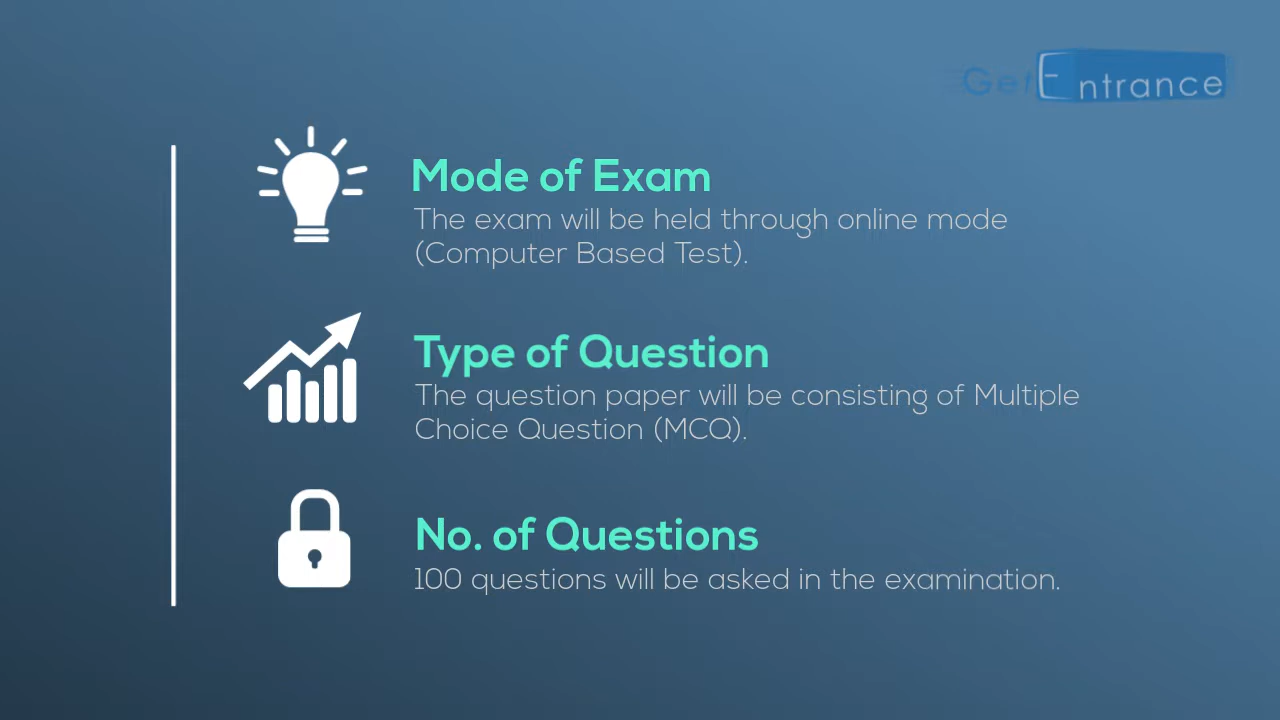 GetEntrance
Mode of Exam
The exam will be held through online mode
(Computer Based Test).
Type of Question
The question paper will be consisting of Multiple
Choice Question (MCQ).
No. of Questions
100 questions will be asked in the examination.